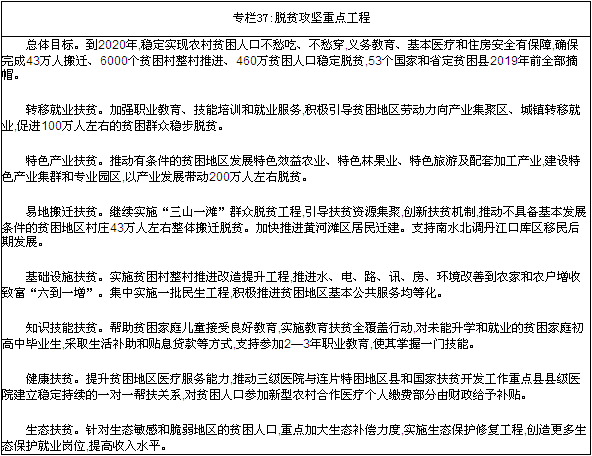 专栏37:脱贫攻坚重点工程
总体目标。到2020年,稳定实现农村贫困人口不愁吃、不愁穿,义务教育、基本医疗和住房安全有保障,确保
完成43万人搬迁、6000个贫困村整村推进、460万贫困人口稳定脱贫,53个国家和省定贫困县2019年前全部摘
帽。
转移就业扶贫。加强职业教育、技能培训和就业服务,积极引导贫困地区劳动力向产业集聚区、城镇转移就
业,促进100万人左右的贫困群众稳步脱贫。
特色产业扶贫。推动有条件的贫困地区发展特色效益农业、特色林果业、特色旅游及配套加工产业,建设特
色产业集群和专业园区,以产业发展带动200万人左右脱贫。
易地搬迁扶贫。继续实施“三山一滩”群众脱贫工程,引导扶贫资源集聚,创新扶贫机制,推动不具备基本发展
条件的贫困地区村庄43万人左右整体搬迁脱贫。加快推进黄河滩区居民迁建。支持南水北调丹江口库区移民后
期发展。
基础设施扶贫。实施贫困村整村推进改造提升工程,推进水、电、路、讯、房、环境改善到农家和农户增收
致富“六到一增”。集中实施一批民生工程,积极推进贫困地区基本公共服务均等化。
知识技能扶贫。帮助贫困家庭儿童接受良好教育,实施教育扶贫全覆盖行动,对未能升学和就业的贫困家庭初
高中毕业生,采取生活补助和贴息贷款等方式,支持参加2—3年职业教育,使其掌握一门技能。
健康扶贫。提升贫困地区医疗服务能力,推动三级医院与连片特困地区县和国家扶贫开发工作重点县县级医
院建立稳定持续的一对一帮扶关系,对贫困人口参加新型农村合作医疗个人缴费部分由财政给予补贴。
生态扶贫。针对生态敏感和脆弱地区的贫困人口,重点加大生态补偿力度,实施生态保护修复工程,创造更多生
态保护就业岗位,提高收入水平。